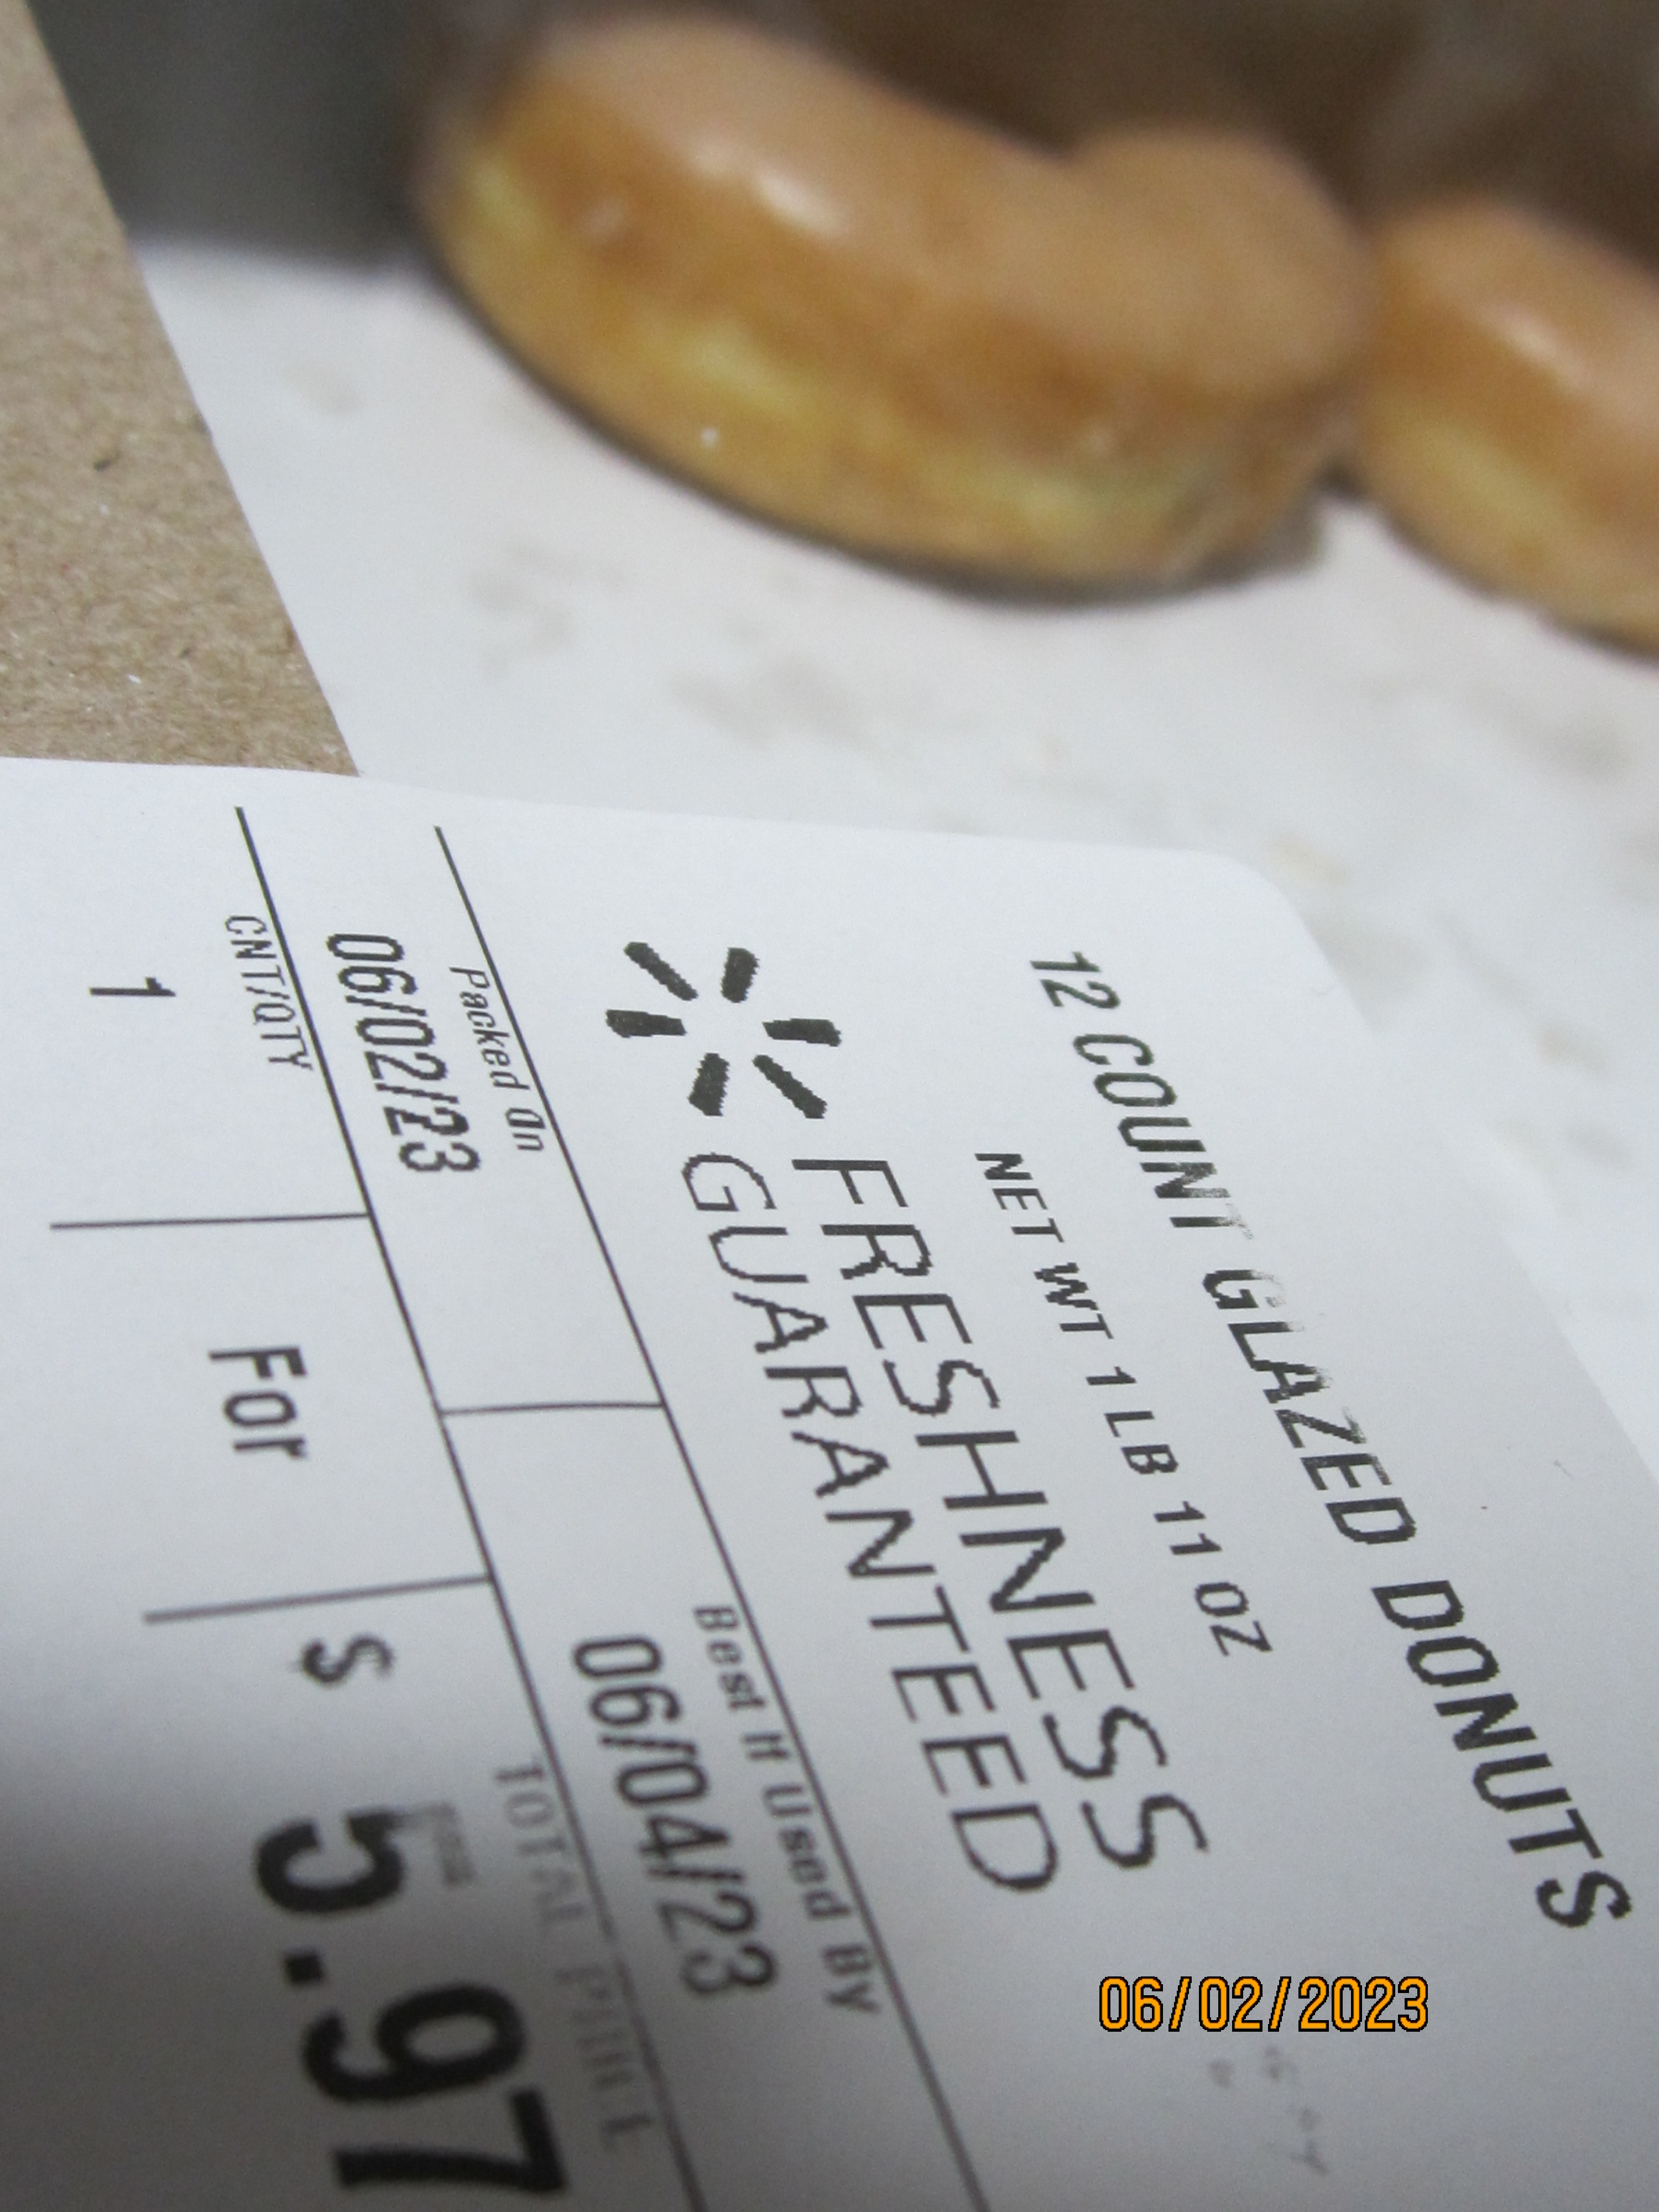 12 COUNT GLAZED DONUTS
NET WT 1 LB 11 OZ
FRESHNESS
GUARANTEED
Packed On
06/02/23
Best If Used By
06/04/23
CNT/QTY
1
For
TOTAL PRICE
$ 5.97
06/02/2023